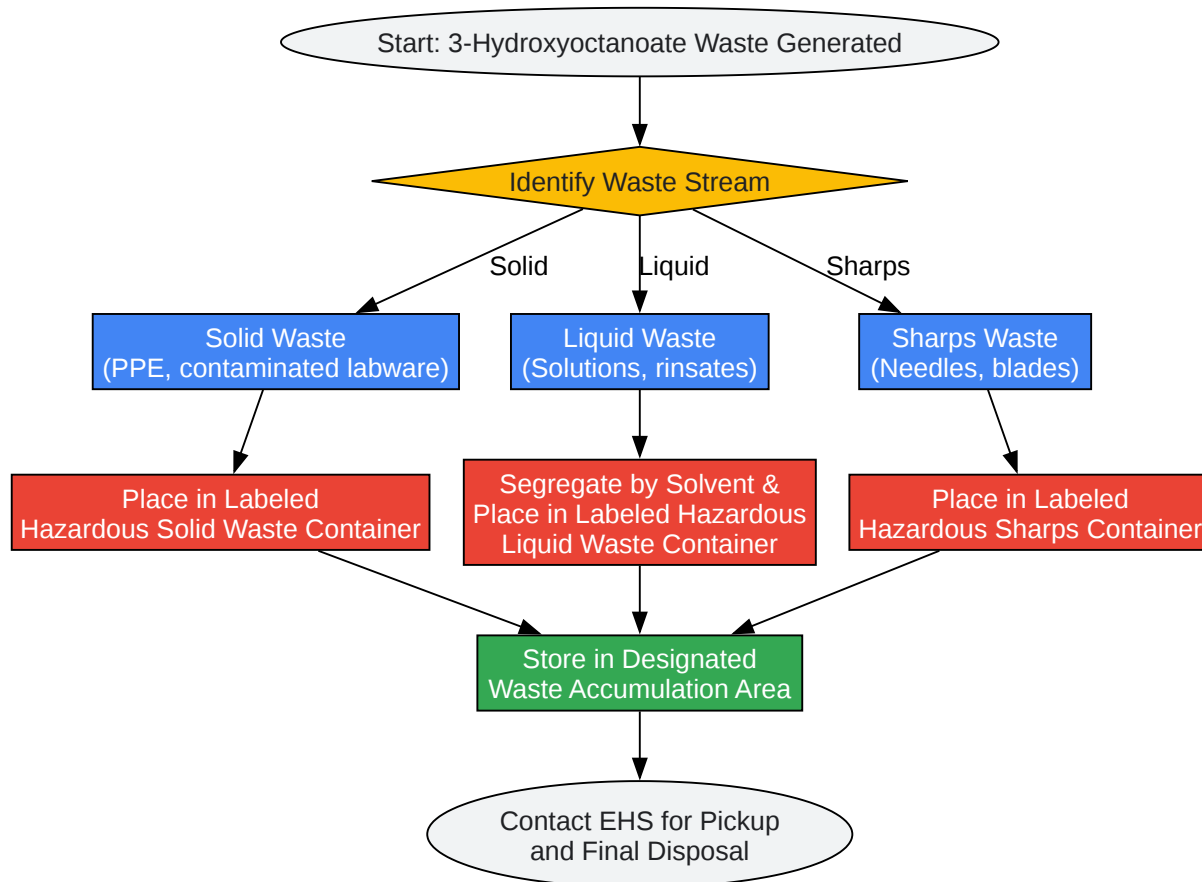 Start: 3-Hydroxyoctanoate Waste Generated
Identify Waste Stream
Solid
Liquid
Sharps
Solid Waste
(PPE, contaminated labware)
Liquid Waste
(Solutions, rinsates)
Sharps Waste
(Needles, blades)
Place in Labeled
Hazardous Solid Waste Container
Segregate by Solvent &
Place in Labeled Hazardous
Liquid Waste Container
Place in Labeled
Hazardous Sharps Container
Store in Designated
Waste Accumulation Area
Contact EHS for Pickup
and Final Disposal